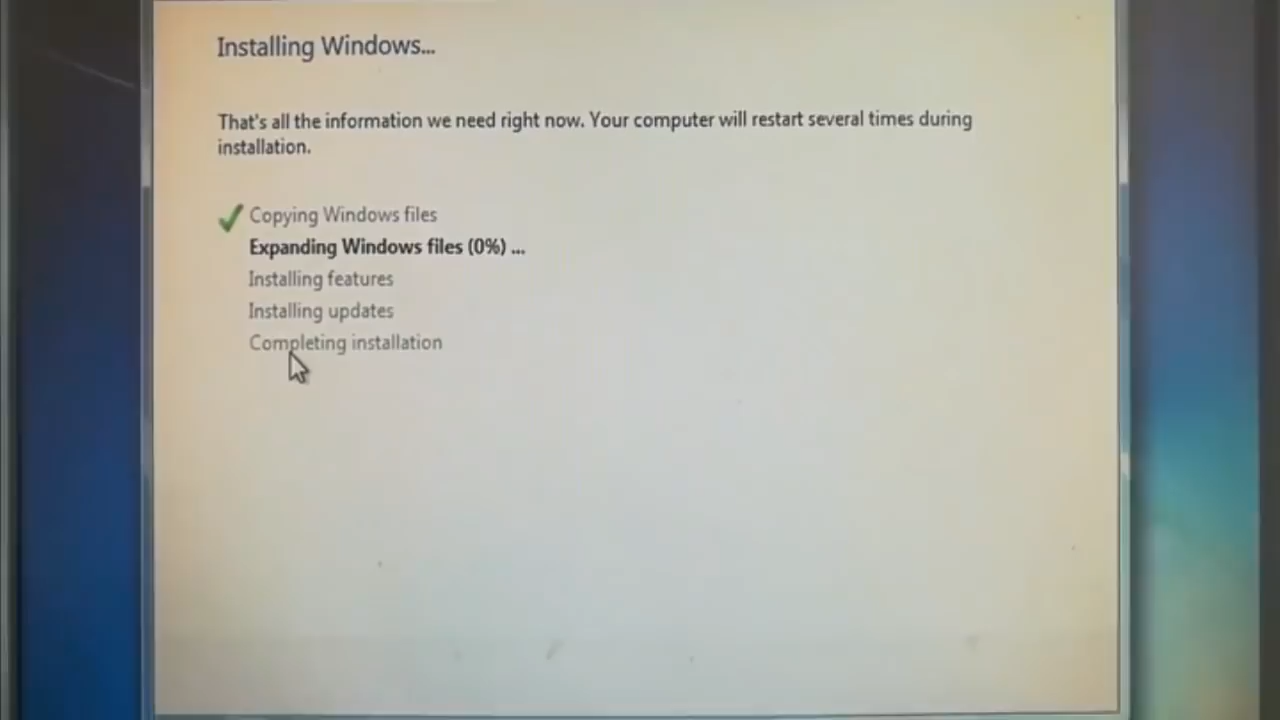 Installing Windows...
That's all the information we need right now. Your computer will restart several times during
installation.
Copying Windows files
Expanding Windows files (0%) ...
Installing features
Installing updates
Completing installation